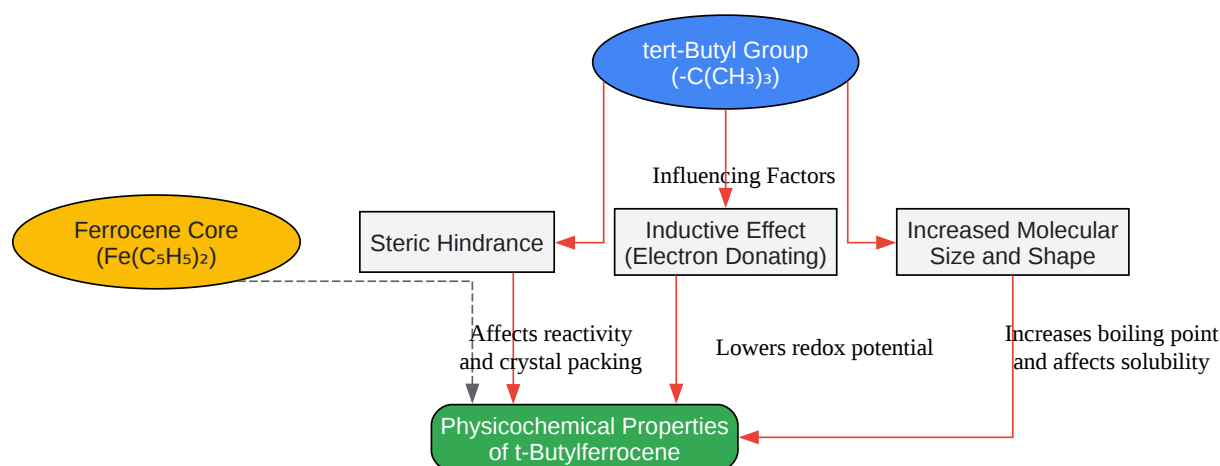 tert-Butyl Group
(-C(CH₃)₃)
Influencing Factors
Ferrocene Core
(Fe(C₅H₅)₂)
Steric Hindrance
Inductive Effect
(Electron Donating)
Increased Molecular
Size and Shape
Affects reactivity
and crystal packing
Lowers redox potential
Increases boiling point
and affects solubility
Physicochemical Properties
of t-Butylferrocene